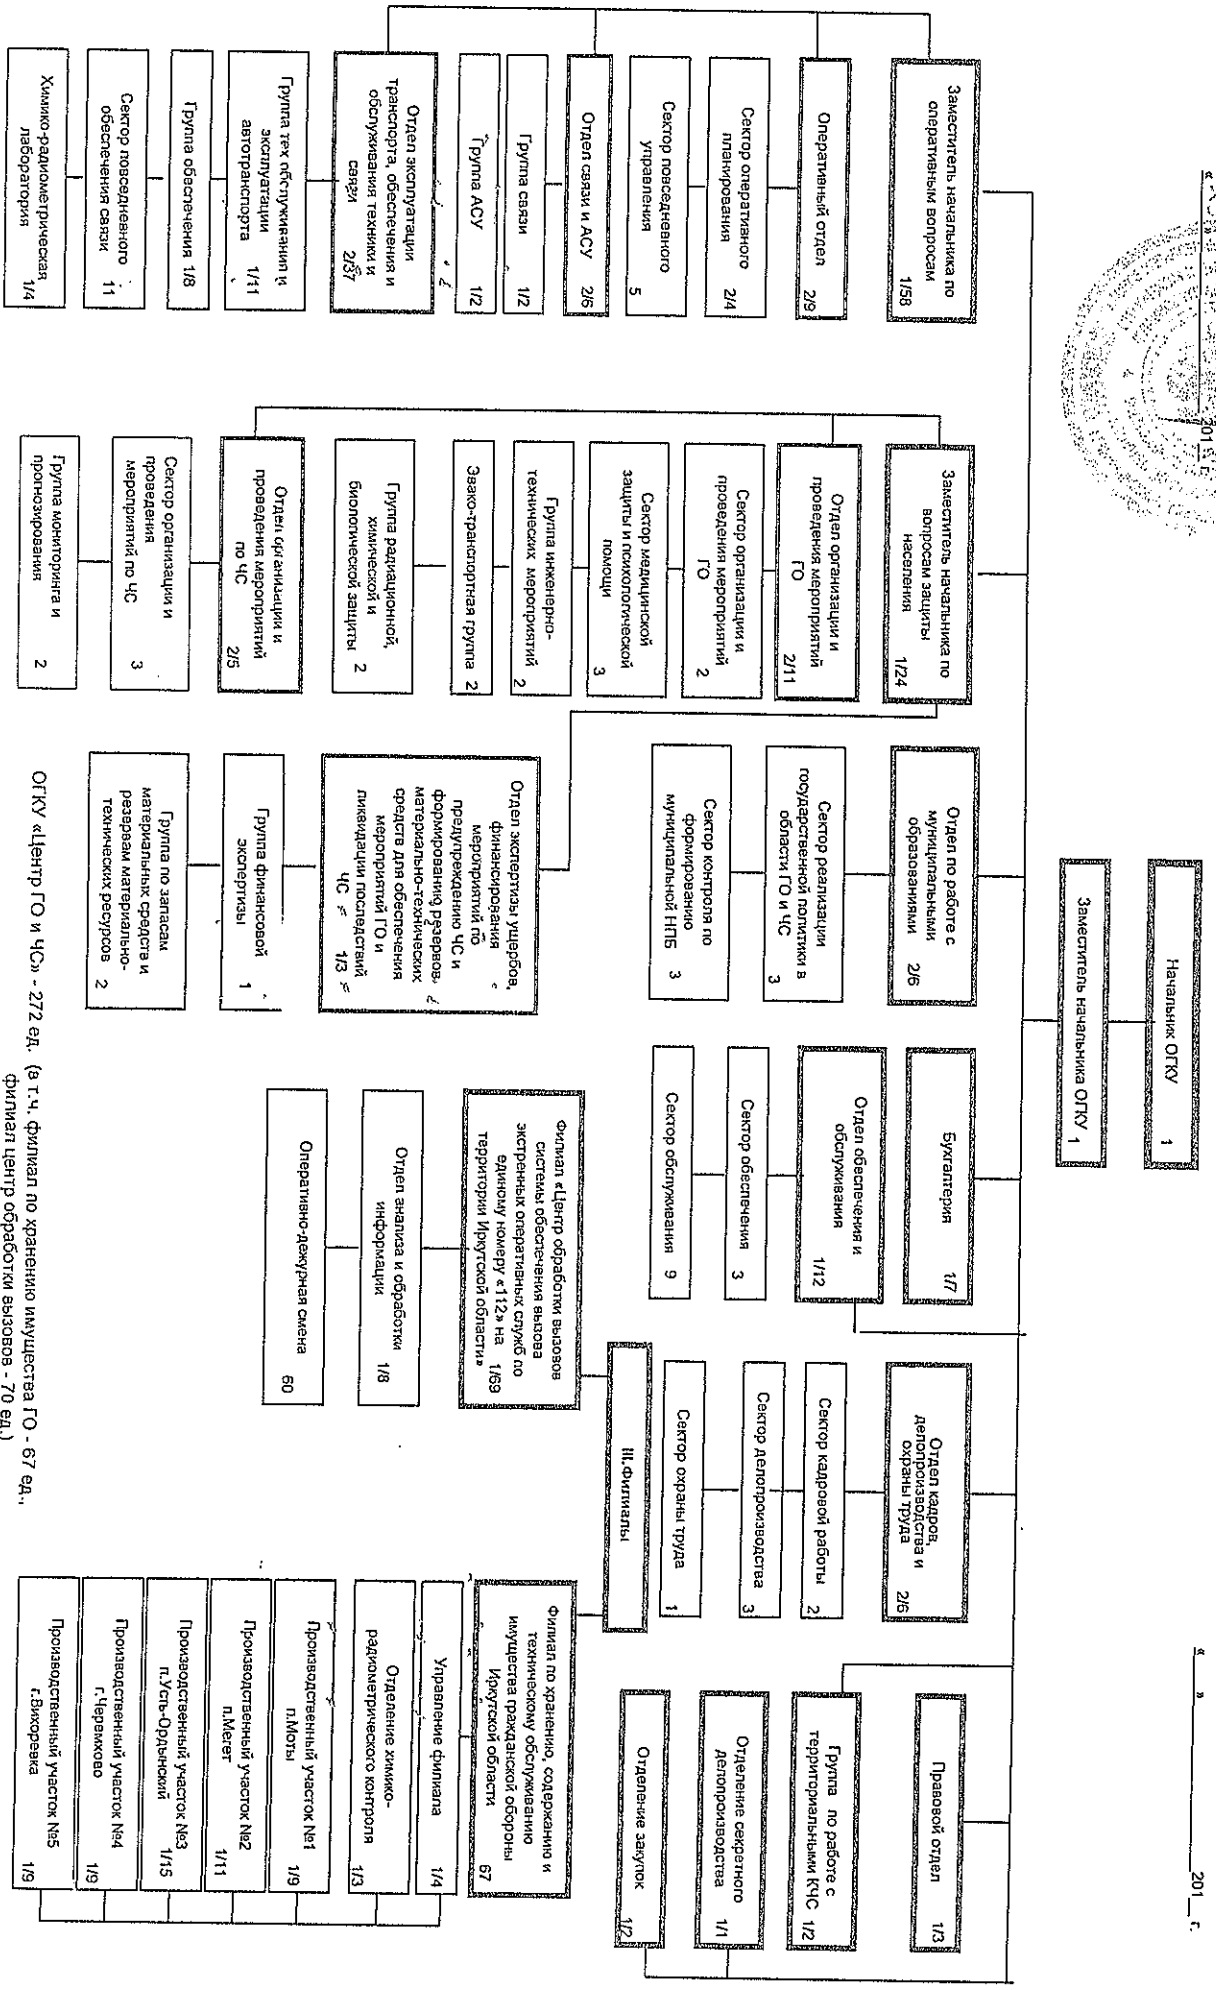 «
»
201
г.
«
»
201
г.
Начальник ОГКУ
1
Заместитель начальника ОГКУ
1
Заместитель начальника по
оперативным вопросам
1/58
Оперативный отдел
2/9
Сектор оперативного
планирования
2/4
Сектор повседневного
управления
5
Отдел связи и АСУ 2/6
Группа связи 1/2
Группа АСУ 1/2
Отдел эксплуатации
транспорта, обеспечения и
обслуживания техники и
связи 2/37
Группа тех обслуживания и
эксплуатации
автотранспорта 1/11
Группа обеспечения 1/8
Сектор повседневного
обеспечения связи
11
Химико-радиометрическая
лаборатория 1/4
Заместитель начальника по
вопросам защиты
населения
1/24
Отдел организации и
проведения мероприятий
ГО
2/11
Сектор организации и
проведения мероприятий
ГО
2
Сектор медицинской
защиты и психологической
помощи
3
Группа инженерно-
технических мероприятий
2
Эвако-транспортная группа 2
Группа радиационной,
химической и
биологической защиты 2
Отдел организации и
проведения мероприятий
по ЧС
2/5
Сектор организации и
проведения
мероприятий по ЧС
3
Группа мониторинга и
прогнозирования
2
Отдел экспертизы ущербов,
финансирования
мероприятий по
предупреждению ЧС и
формированию резервов
материально-технических
средств для обеспечения
мероприятий ГО и
ликвидации последствий
ЧС 1/3
Группа финансовой
экспертизы
1
Группа по запасам
материальных средств и
резервам материально-
технических ресурсов
2
Отдел по работе с
муниципальными
образованиями 2/6
Сектор реализации
государственной политики в
области ГО и ЧС
3
Сектор контроля по
формированию
муниципальной НПБ 3
Бухгалтерия
1/7
Отдел обеспечения и
обслуживания
1/12
Сектор обеспечения
3
Сектор обслуживания 9
Отдел кадров,
делопроизводства и
охраны труда
2/6
Сектор кадровой работы
2
Сектор делопроизводства
3
Сектор охраны труда
1
Правовой отдел
1/3
Группа по работе с
территориальными КЧС 1/2
Отделение секретного
делопроизводства
1/1
Отделение закупок
1/2
III.Филиалы
Филиал «Центр обработки вызовов
системы обеспечения вызова
экстренных оперативных служб по
единому номеру «112» на
территории Иркутской области»
1/69
Отдел анализа и обработки
информации
1/8
Оперативно-дежурная смена
60
Филиал по хранению, содержанию и
техническому обслуживанию
имущества гражданской обороны
Иркутской области
67
Управление филиала
1/4
Отделение химико-
радиометрического контроля
1/3
Производственный участок №1
п.Моты
1/9
Производственный участок №2
п.Мегет
1/11
Производственный участок №3
п.Усть-Ордынский
1/15
Производственный участок №4
г.Черемхово
1/9
Производственный участок №5
г.Вихоревка
1/9
ОГКУ «Центр ГО и ЧС» - 272 ед. (в т.ч. филиал по хранению имущества ГО - 67 ед.,
филиал центр обработки вызовов - 70 ед.)